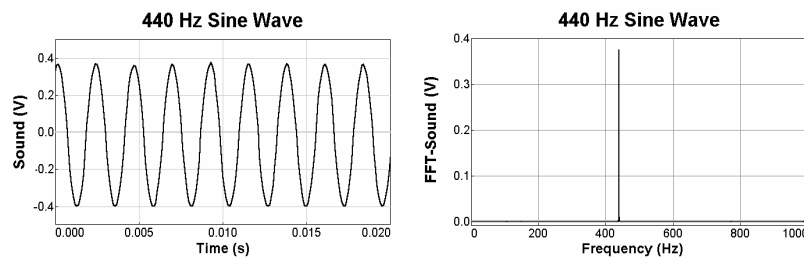 440 Hz Sine Wave
Sound (V)
0.4
0.2
0.0
-0.2
-0.4
0.000 0.005 0.010 0.015 0.020
Time (s)
440 Hz Sine Wave
FFT-Sound (V)
0.4
0.3
0.2
0.1
0.0
0 200 400 600 800 1000
Frequency (Hz)